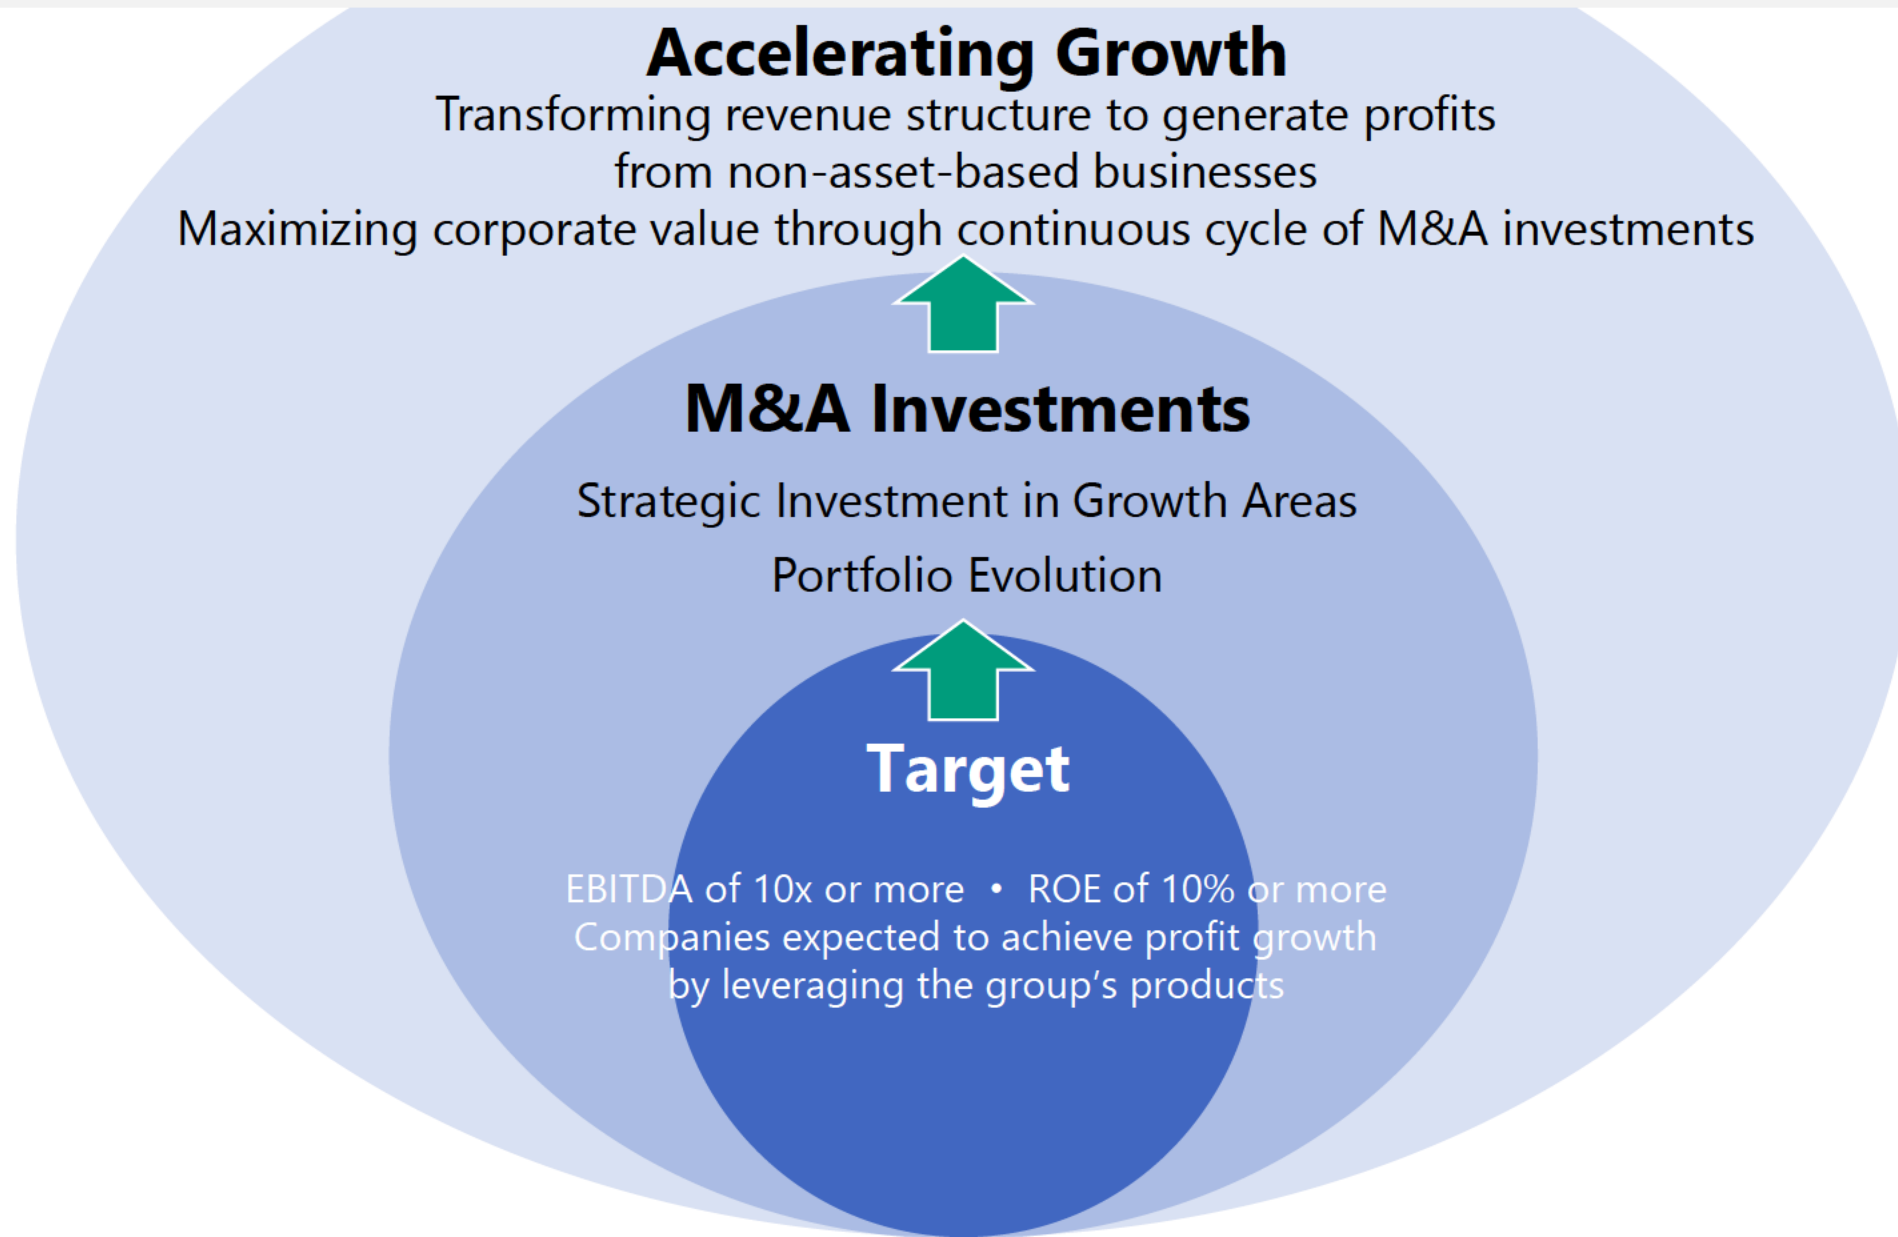 Accelerating Growth
Transforming revenue structure to generate profits
from non-asset-based businesses
Maximizing corporate value through continuous cycle of M&A investments
M&A Investments
Strategic Investment in Growth Areas
Portfolio Evolution
Target
EBITDA of 10x or more • ROE of 10% or more
Companies expected to achieve profit growth
by leveraging the group's products